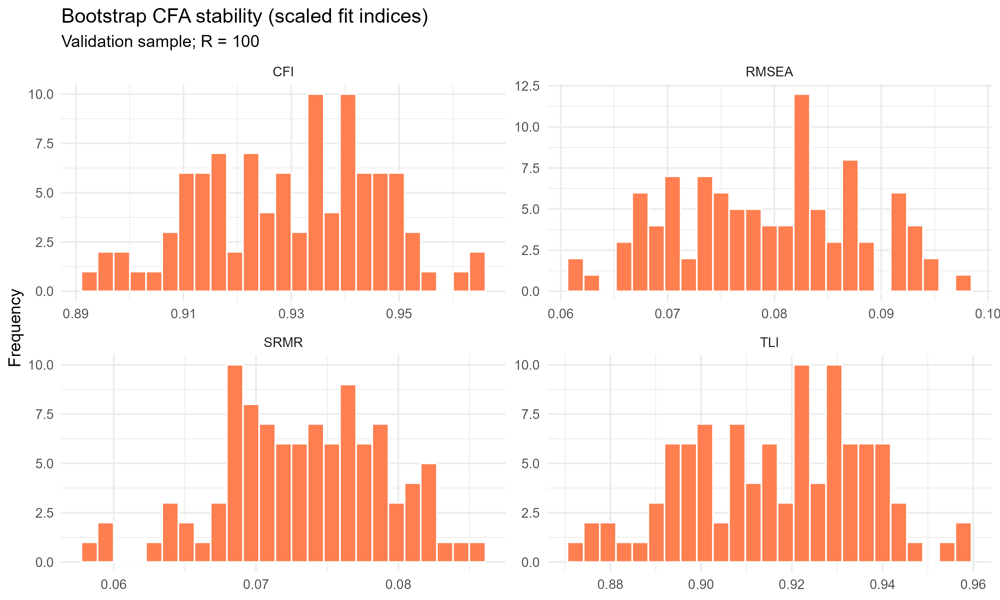 Bootstrap CFA stability (scaled fit indices)
Validation sample; R = 100
CFI
10.0
7.5
5.0
2.5
0.0
0.89 0.91 0.93 0.95
RMSEA
12.5
10.0
7.5
5.0
2.5
0.0
0.06 0.07 0.08 0.09 0.10
Frequency
SRMR
10.0
7.5
5.0
2.5
0.0
0.06 0.07 0.08
TLI
10.0
7.5
5.0
2.5
0.0
0.88 0.90 0.92 0.94 0.96